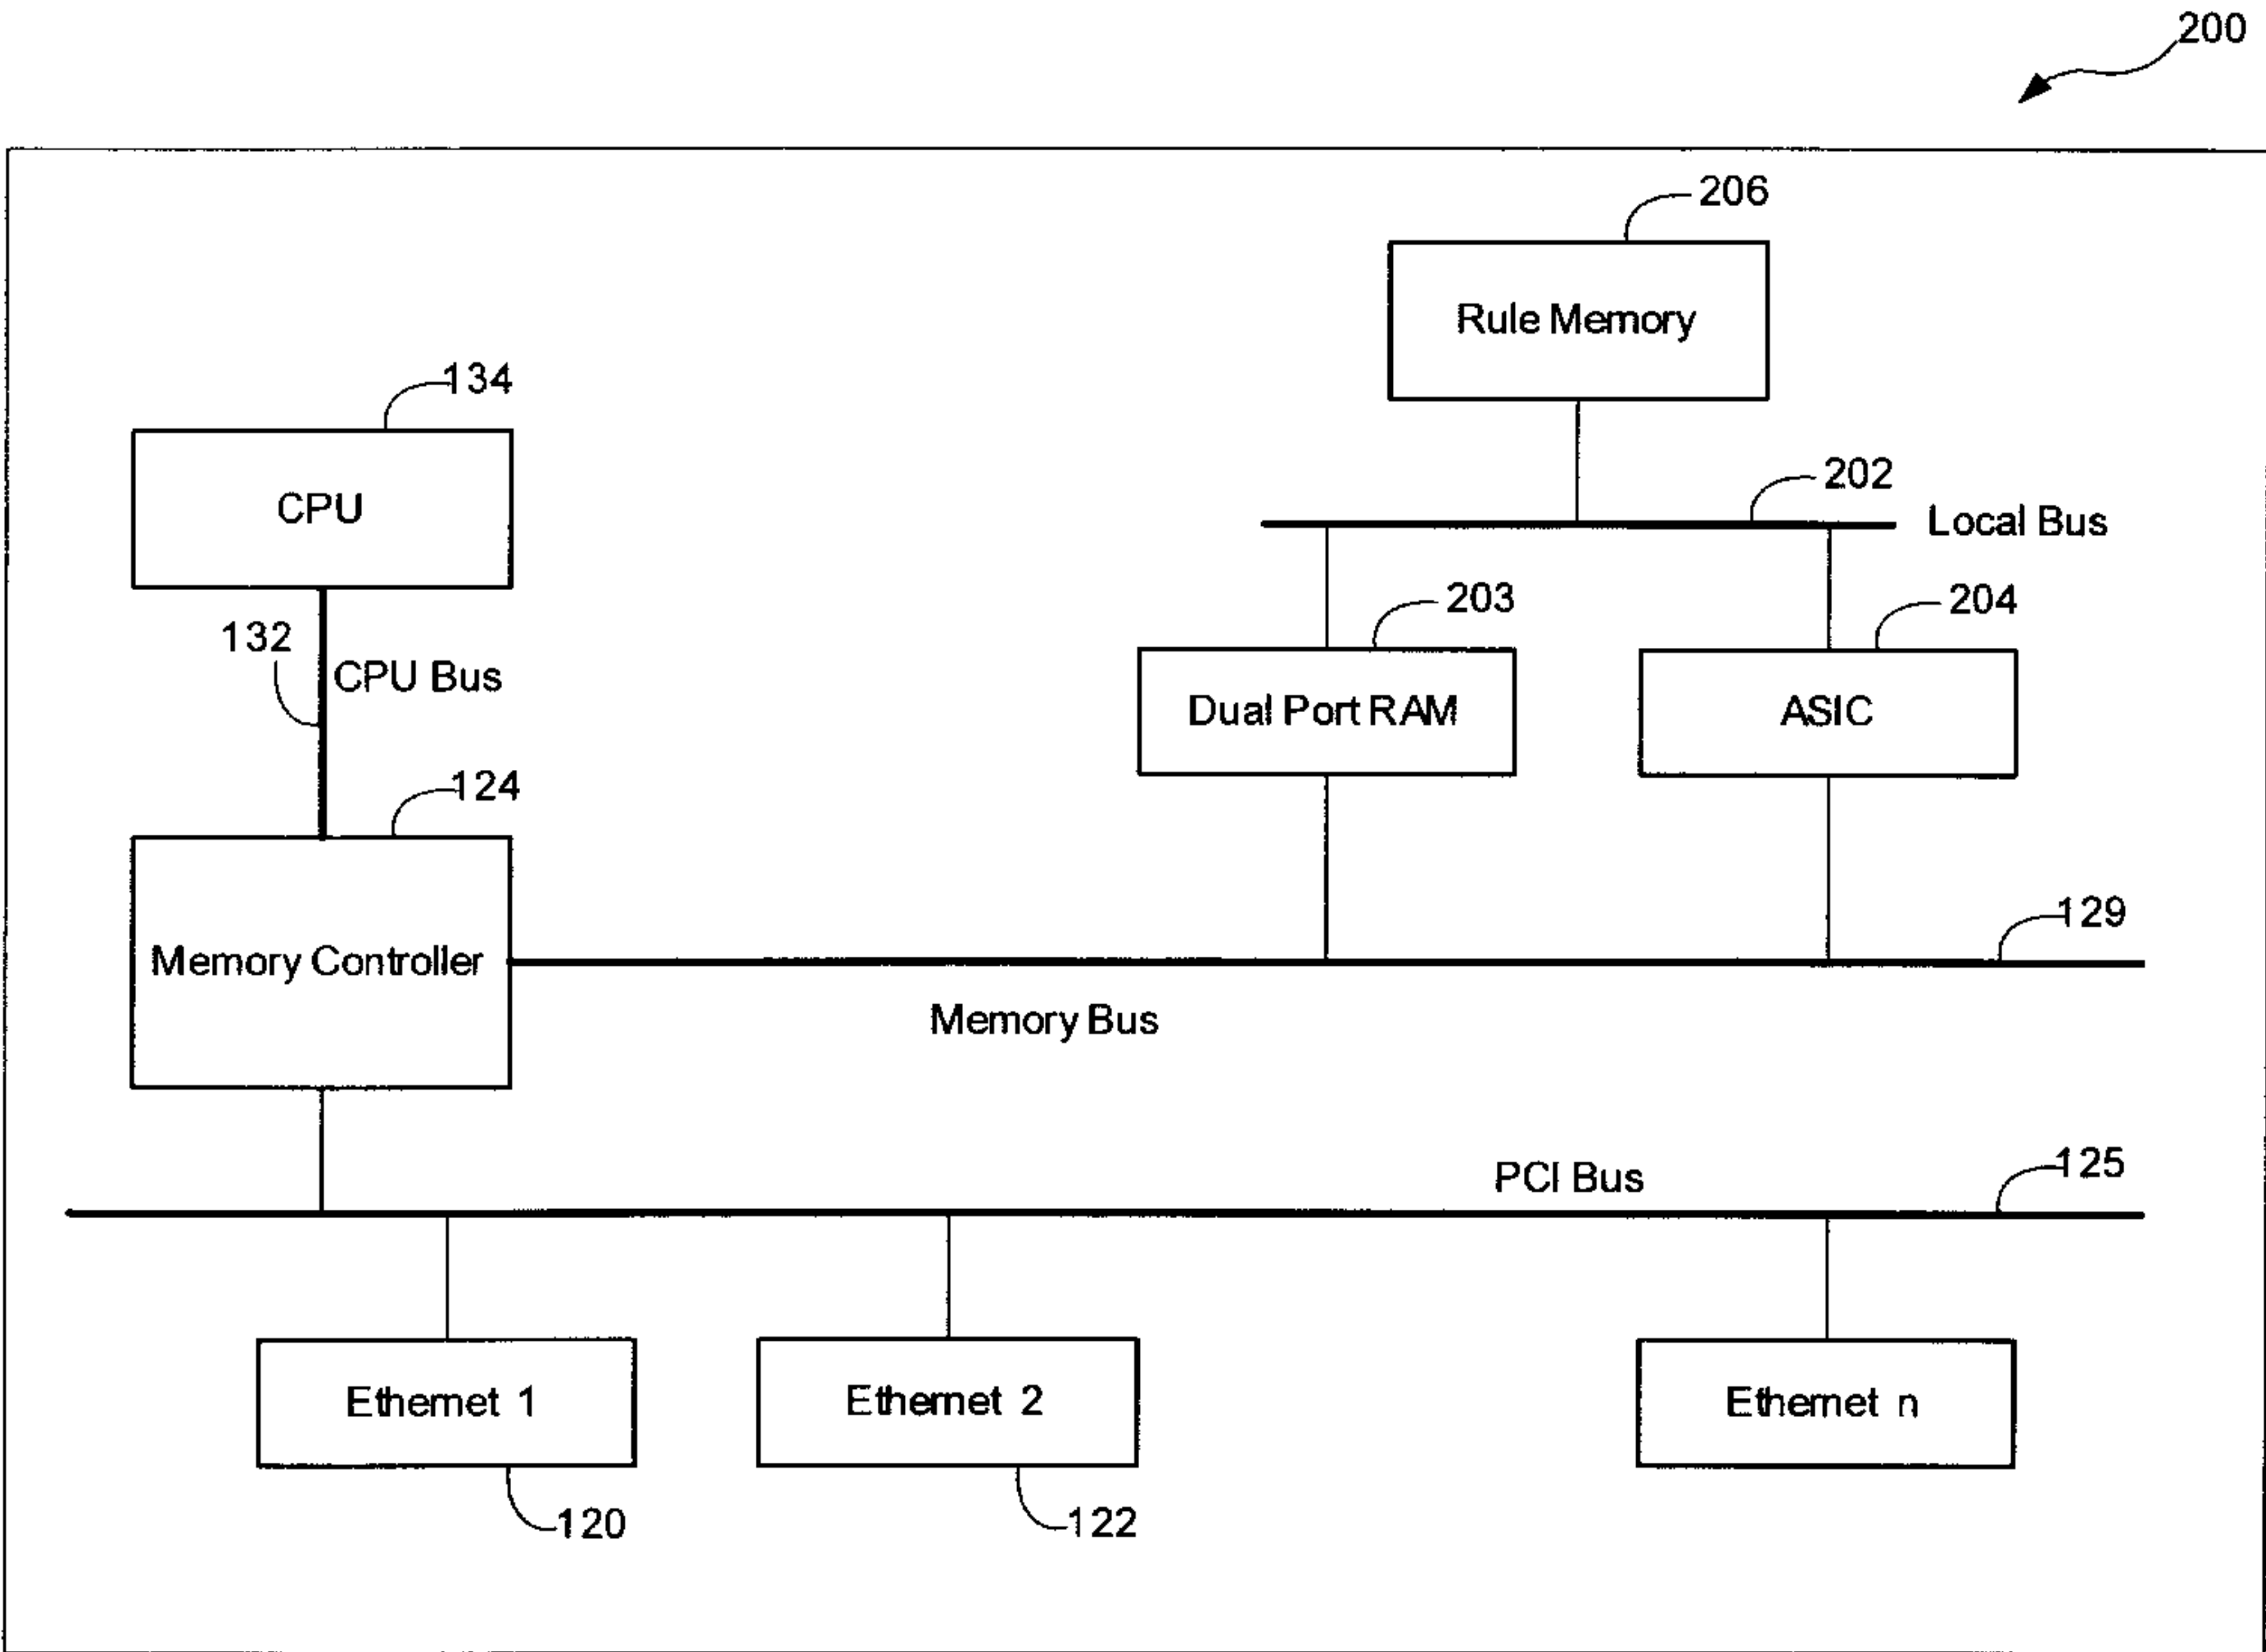 200
206
Rule Memory
134
202
CPU
Local Bus
203
204
132
CPU Bus
Dual Port RAM
ASIC
124
129
Memory Controller
Memory Bus
125
PCI Bus
Ethernet 1
Ethernet 2
Ethernet n
120
122